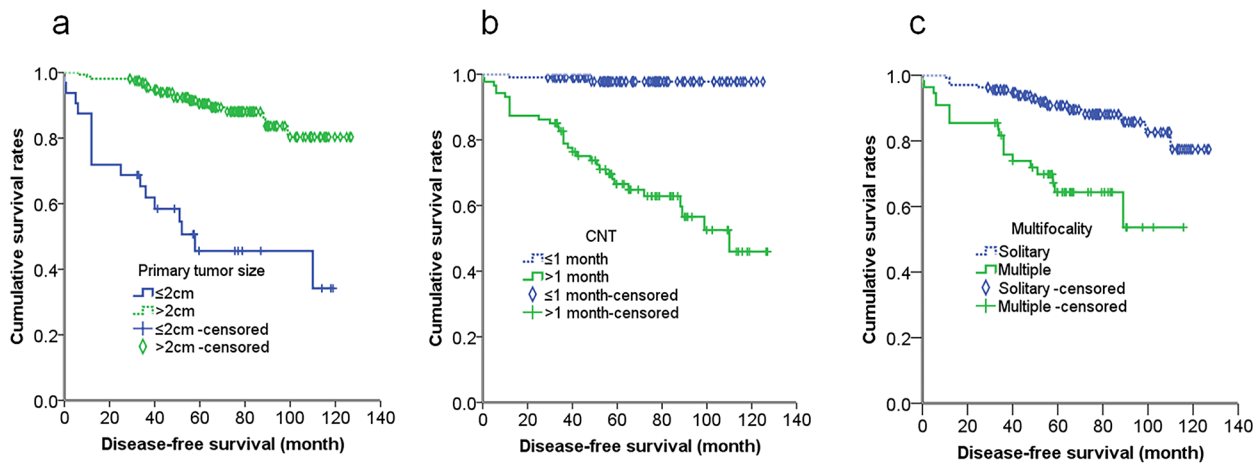 a
1.0
0.8
0.6
0.4
0.2
0.0
Cumulative survival rates
0 20 40 60 80 100 120 140
Disease-free survival (month)
Primary tumor size
≤2cm
>2cm
≤2cm -censored
>2cm -censored
b
1.0
0.8
0.6
0.4
0.2
0.0
Cumulative survival rates
0 20 40 60 80 100 120 140
Disease-free survival (month)
CNT
≤1 month
>1 month
≤1 month-censored
>1 month-censored
c
1.0
0.8
0.6
0.4
0.2
0.0
Cumulative survival rates
0 20 40 60 80 100 120 140
Disease-free survival (month)
Multifocality
Solitary
Multiple
Solitary -censored
Multiple -censored